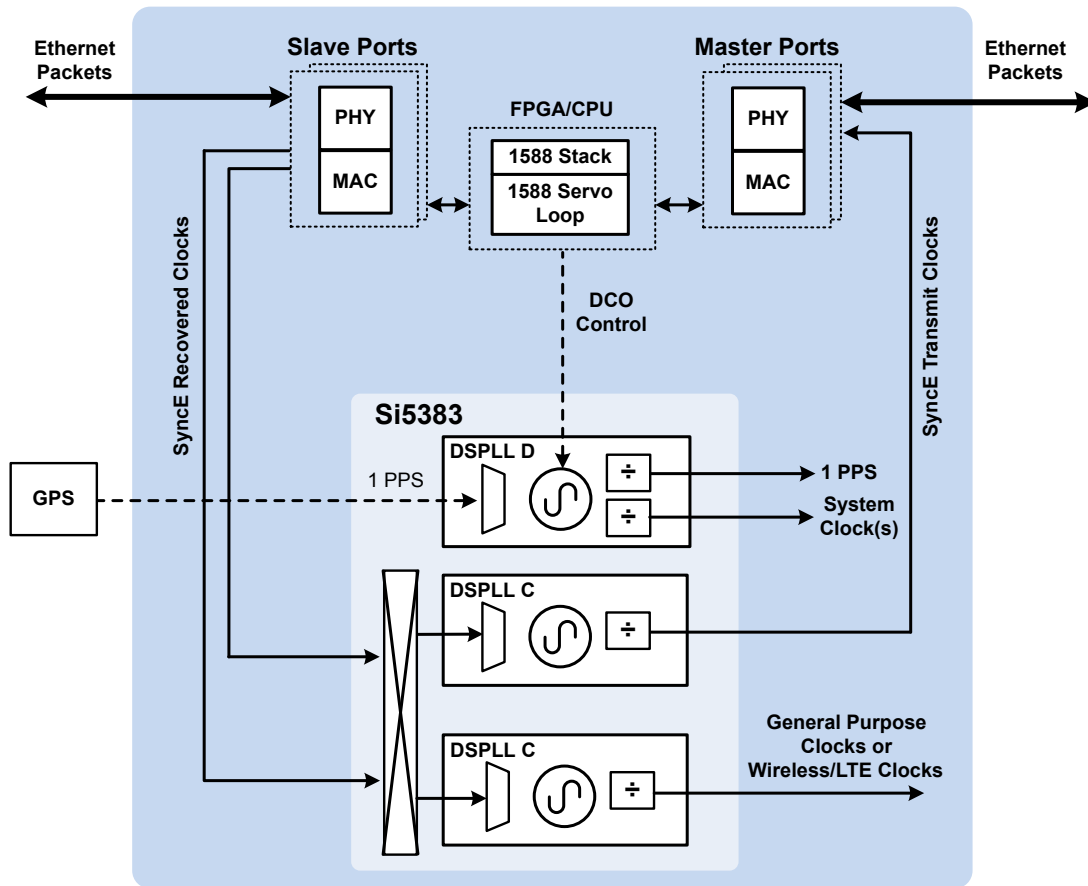 Ethernet
Packets
Slave Ports
Master Ports
Ethernet
Packets
PHY
MAC
FPGA/CPU
1588 Stack
1588 Servo
Loop
PHY
MAC
SyncE Recovered Clocks
DCO
Control
SyncE Transmit Clocks
Si5383
GPS
1 PPS
DSPLL D
÷
÷
1 PPS
System
Clock(s)
DSPLL C
÷
DSPLL C
÷
General Purpose
Clocks or
Wireless/LTE Clocks